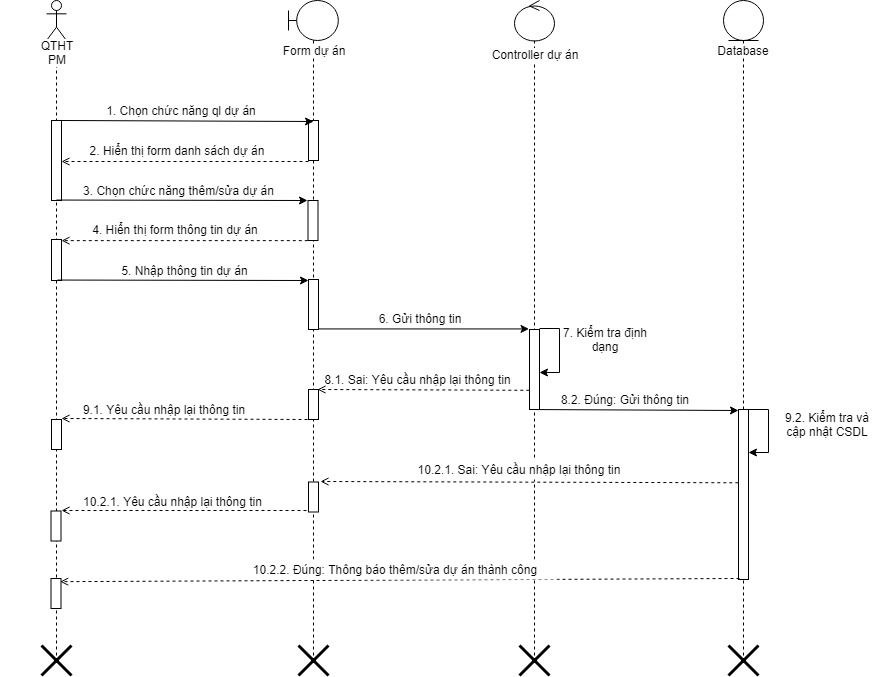 QTHT
PM
Form dự án
Controller dự án
Database
1. Chọn chức năng ql dự án
2. Hiển thị form danh sách dự án
3. Chọn chức năng thêm/sửa dự án
4. Hiển thị form thông tin dự án
5. Nhập thông tin dự án
6. Gửi thông tin
7. Kiểm tra định
dạng
8.1. Sai: Yêu cầu nhập lại thông tin
8.2. Đúng: Gửi thông tin
9.1. Yêu cầu nhập lại thông tin
9.2. Kiểm tra và
cập nhật CSDL
10.2.1. Sai: Yêu cầu nhập lại thông tin
10.2.1. Yêu cầu nhập lại thông tin
10.2.2. Đúng: Thông báo thêm/sửa dự án thành công